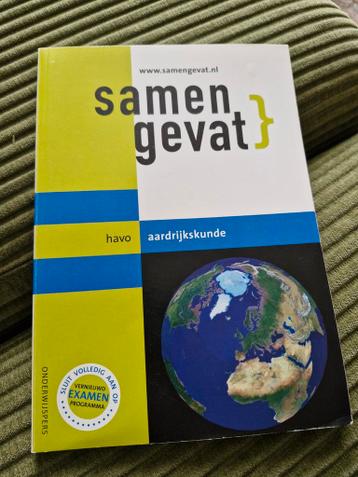 www.samengevat.nl
samen
gevat}
havo
aardrijkskunde
ONDERWIJSPERS
SLUIT VOLLEDIG AAN OP
VERNIEUWD
EXAMEN
PROGRAMMA